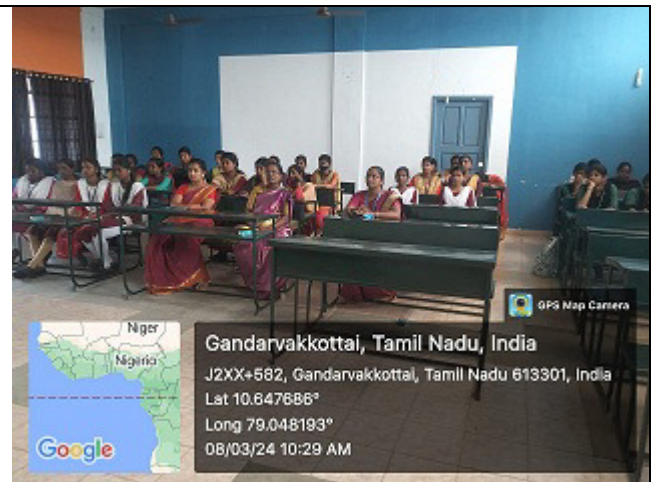 GPS Map Camera
Niger
Nigeria
Google
Gandarvakkottai, Tamil Nadu, India
J2XX+582, Gandarvakkottai, Tamil Nadu 613301, India
Lat 10.647686°
Long 79.048193°
08/03/24 10:29 AM